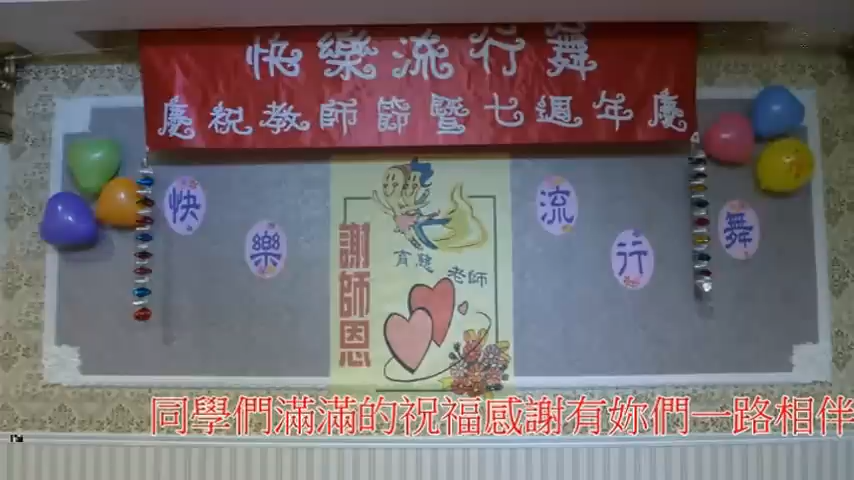 快樂流行舞
慶祝教師節暨七週年慶
快
樂
流
行
舞
謝師恩
育慧
老師
同學們滿滿的祝福感謝有妳們一路相伴